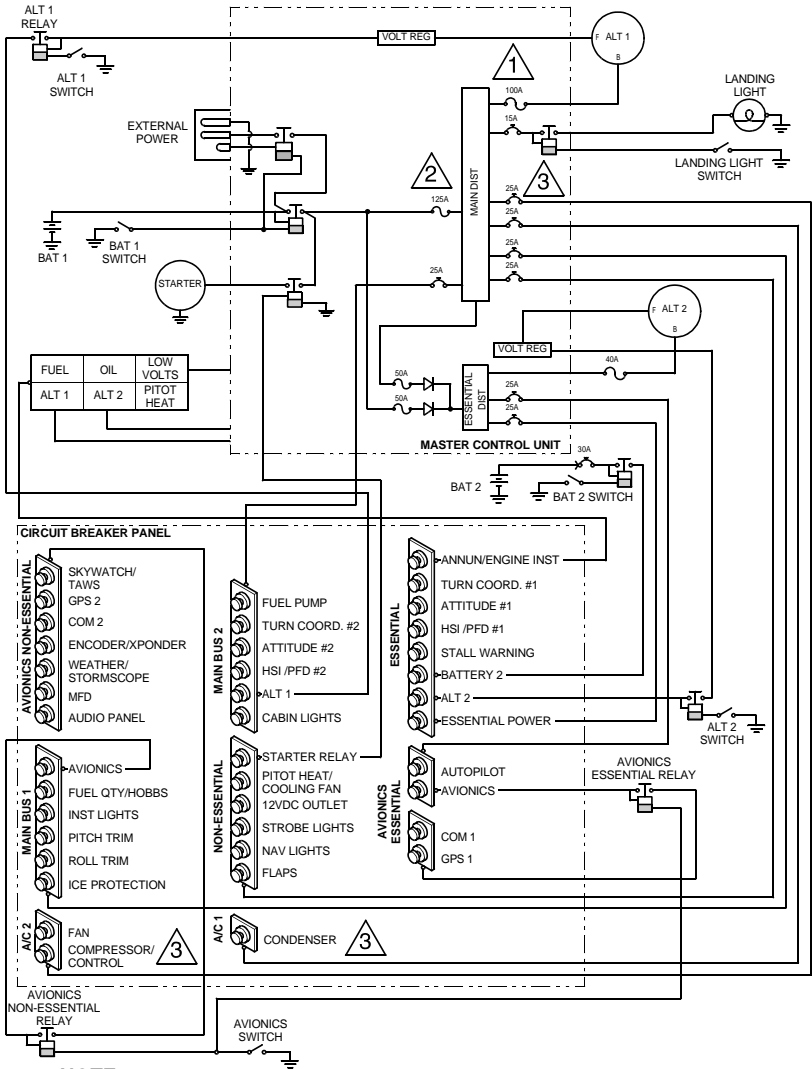 ALT 1
RELAY
VOLT REG
F
ALT 1
B
ALT 1
SWITCH
1
100A
LANDING
LIGHT
EXTERNAL
POWER
15A
LANDING LIGHT
SWITCH
2
MAIN DIST
3
125A
25A
25A
25A
25A
BAT 1
BAT 1
SWITCH
STARTER
25A
F
ALT 2
B
VOLT REG
40A
FUEL
OIL
LOW
VOLTS
ALT 1
ALT 2
PITOT
HEAT
50A
50A
ESSENTIAL
DIST
25A
25A
MASTER CONTROL UNIT
30A
BAT 2
BAT 2 SWITCH
CIRCUIT BREAKER PANEL
AVIONICS NON-ESSENTIAL
SKYWATCH/
TAWS
GPS 2
COM 2
ENCODER/XPONDER
WEATHER/
STORMSCOPE
MFD
AUDIO PANEL
MAIN BUS 2
FUEL PUMP
TURN COORD. #2
ATTITUDE #2
HSI /PFD #2
ALT 1
CABIN LIGHTS
ESSENTIAL
ANNUN/ENGINE INST
TURN COORD. #1
ATTITUDE #1
HSI /PFD #1
STALL WARNING
BATTERY 2
ALT 2
ESSENTIAL POWER
ALT 2
SWITCH
MAIN BUS 1
AVIONICS
FUEL QTY/HOBBS
INST LIGHTS
PITCH TRIM
ROLL TRIM
ICE PROTECTION
NON-ESSENTIAL
STARTER RELAY
PITOT HEAT/
COOLING FAN
12VDC OUTLET
STROBE LIGHTS
NAV LIGHTS
FLAPS
AVIONICS
ESSENTIAL
AUTOPILOT
AVIONICS
COM 1
GPS 1
AVIONICS
ESSENTIAL RELAY
A/C 2
FAN
COMPRESSOR/
CONTROL
3
A/C 1
CONDENSER
3
AVIONICS
NON-ESSENTIAL
RELAY
AVIONICS
SWITCH